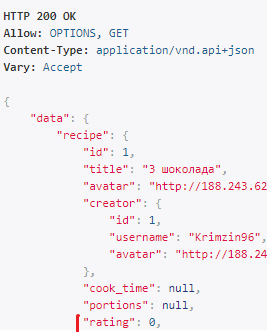 HTTP 200 OK
Allow: OPTIONS, GET
Content-Type: application/vnd.api+json
Vary: Accept
{
"data": {
"recipe": {
"id": 1,
"title": "3 шоколада",
"avatar": "http://188.243.62
"creator": {
"id": 1,
"username": "Krimzin96",
"avatar": "http://188.24
},
"cook_time": null,
"portions": null,
"rating": 0,